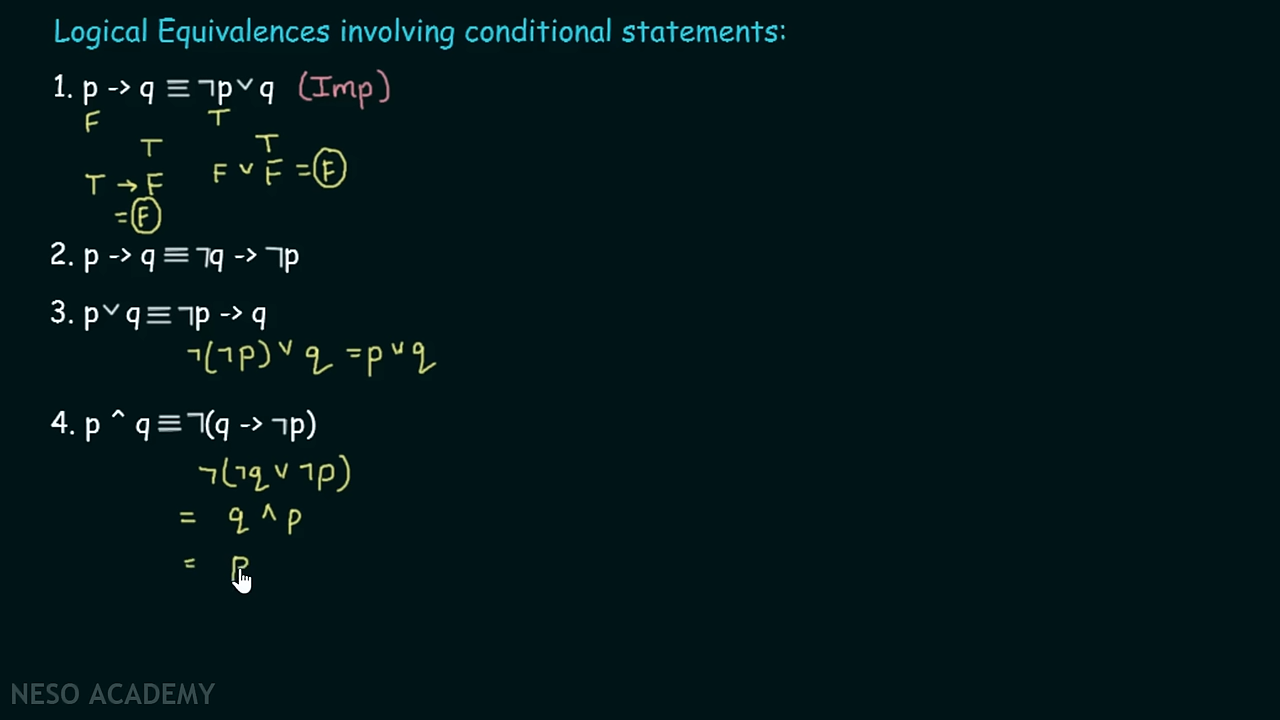 Logical Equivalences involving conditional statements:
1. p -> q ≡ ¬p ˅ q (Imp)
F T
T T
T → F F ˅ F = F
= F
2. p -> q ≡ ¬q -> ¬p
3. p ˅ q ≡ ¬p -> q
¬(¬p) ˅ q = p ˅ q
4. p ^ q ≡ ¬(q -> ¬p)
¬(¬q ˅ ¬p)
= q ^ p
= p
NESO ACADEMY